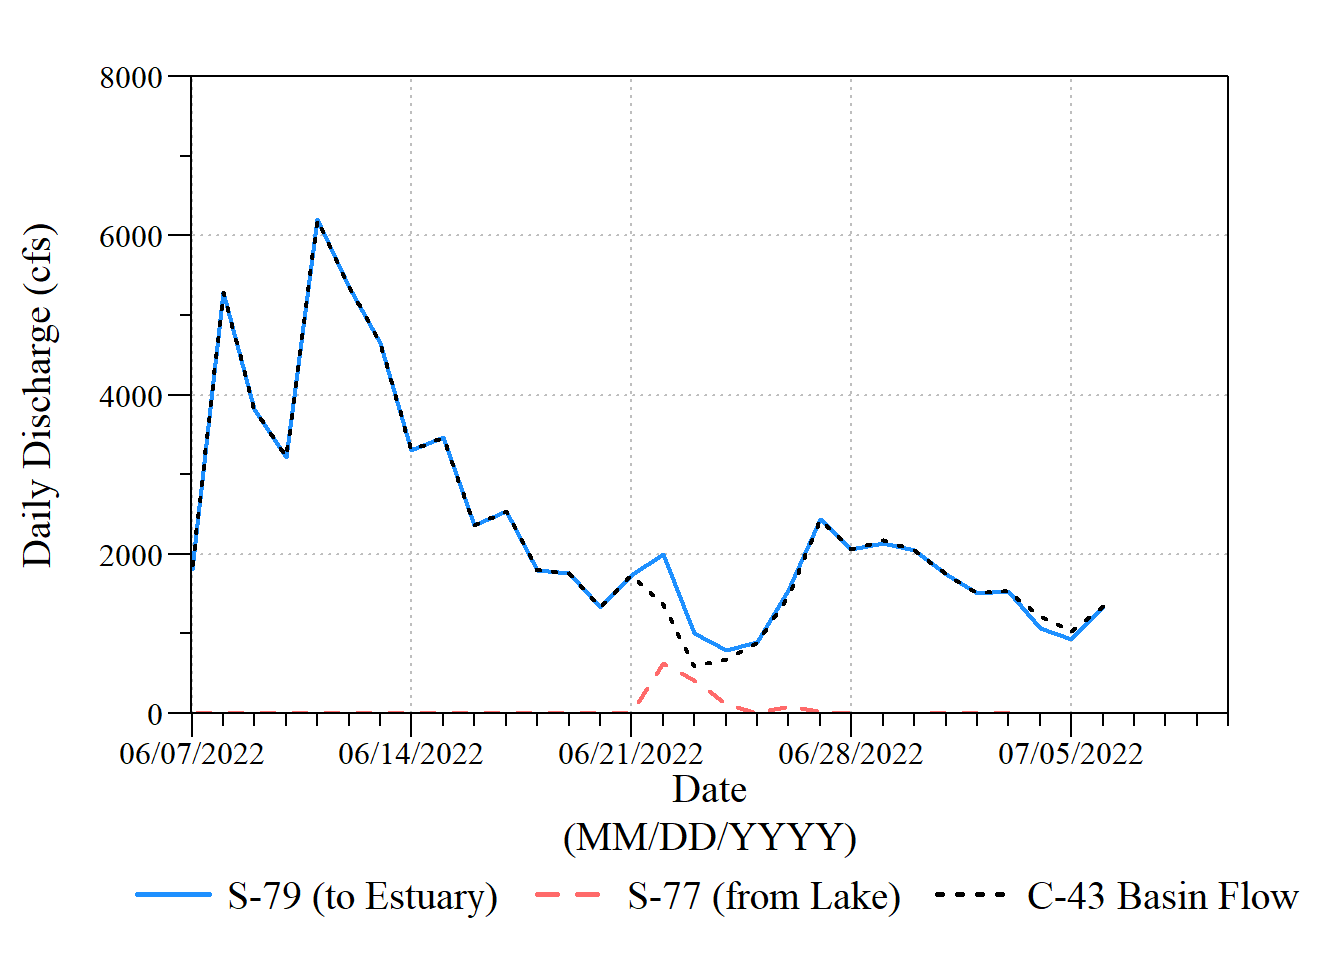 8000
6000
4000
2000
0
Daily Discharge (cfs)
06/07/2022 06/14/2022 06/21/2022 06/28/2022 07/05/2022
Date
(MM/DD/YYYY)
S-79 (to Estuary) S-77 (from Lake) C-43 Basin Flow